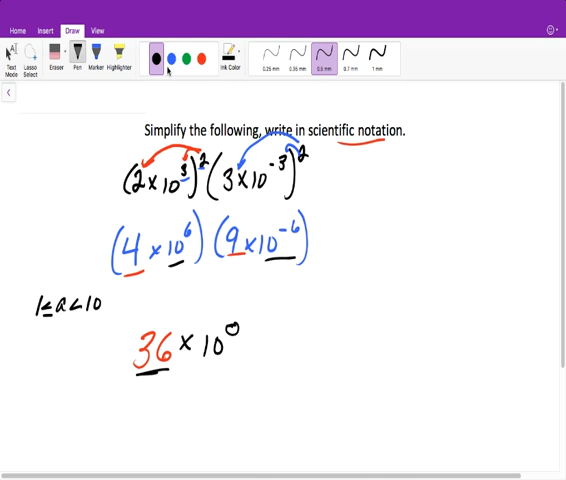 Home Insert Draw View
Text Mode Lasso Select Eraser Pen Marker Highlighter Ink Color 0.25 mm 0.35 mm 0.5 mm 0.7 mm 1 mm
Simplify the following, write in scientific notation.
(2 × 10³)² (3 × 10⁻³)²
(4 × 10⁶) (9 × 10⁻⁶)
1 ≤ a < 10
36 × 10⁰